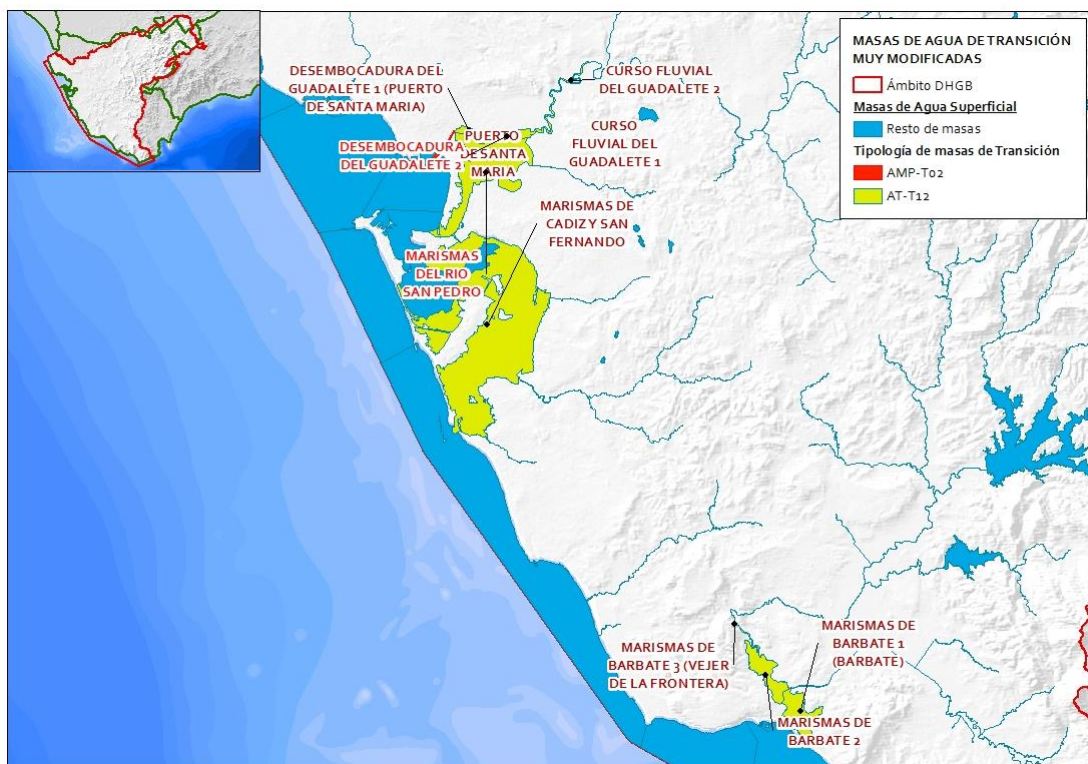 DESEMBOCADURA DEL
GUADALETE 1 (PUERTO
DE SANTA MARIA)
CURSO FLUVIAL
DEL GUADALETE 2
DESEMBOCADURA
DEL GUADALETE 2
PUERTO
DE SANTA
MARIA
CURSO
FLUVIAL DEL
GUADALETE 1
MARISMAS DE
CADIZ Y SAN
FERNANDO
MARISMAS
DEL RIO
SAN PEDRO
MARISMAS DE
BARBATE 3 (VEJER
DE LA FRONTERA)
MARISMAS DE
BARBATE 1
(BARBATE)
MARISMAS DE
BARBATE 2
MASAS DE AGUA DE TRANSICIÓN
MUY MODIFICADAS
Ámbito DHGB
Masas de Agua Superficial
Resto de masas
Tipología de masas de Transición
AMP-T02
AT-T12